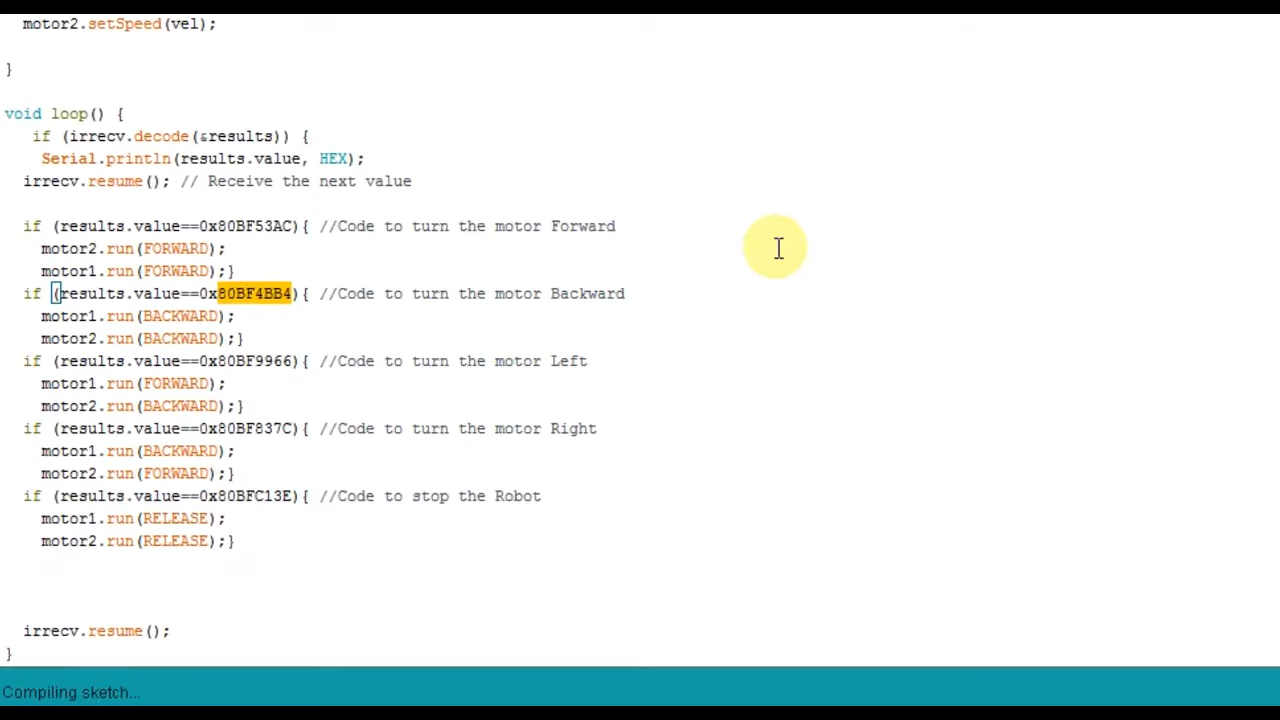 motor2.setSpeed(vel);
}
void loop() {
if (irrecv.decode(&results)) {
Serial.println(results.value, HEX);
irrecv.resume(); // Receive the next value
if (results.value==0x80BF53AC){ //Code to turn the motor Forward
motor2.run(FORWARD);
motor1.run(FORWARD);}
if (results.value==0x80BF4BB4){ //Code to turn the motor Backward
motor1.run(BACKWARD);
motor2.run(BACKWARD);}
if (results.value==0x80BF9966){ //Code to turn the motor Left
motor1.run(FORWARD);
motor2.run(BACKWARD);}
if (results.value==0x80BF837C){ //Code to turn the motor Right
motor1.run(BACKWARD);
motor2.run(FORWARD);}
if (results.value==0x80BFC13E){ //Code to stop the Robot
motor1.run(RELEASE);
motor2.run(RELEASE);}
irrecv.resume();
}
Compiling sketch...